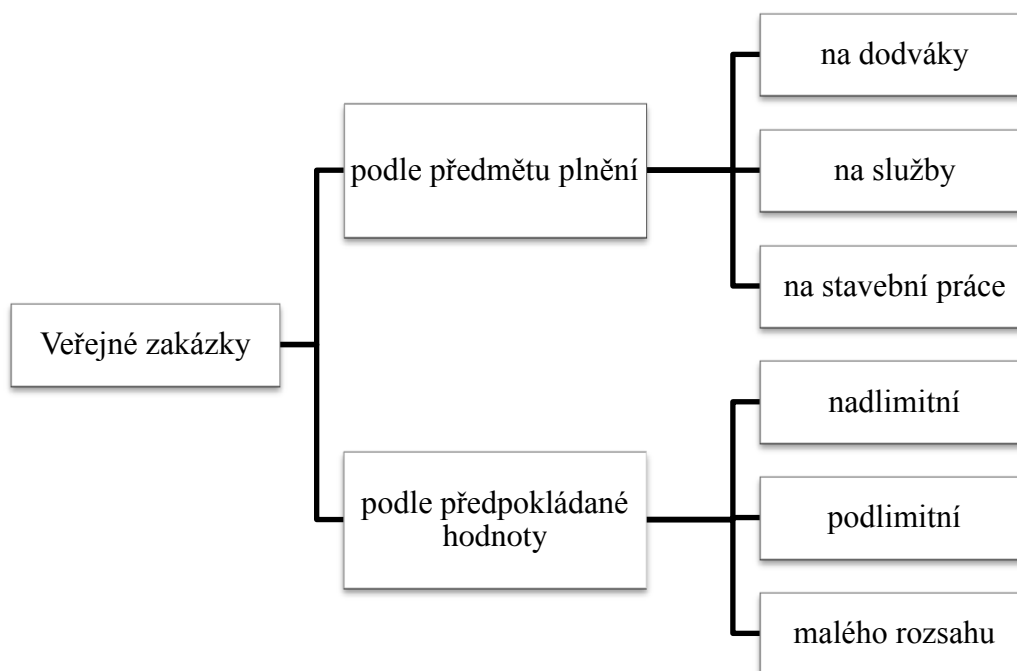 Veřejné zakázky
podle předmětu plnění
na dodváky
na služby
na stavební práce
podle předpokládané
hodnoty
nadlimitní
podlimitní
malého rozsahu